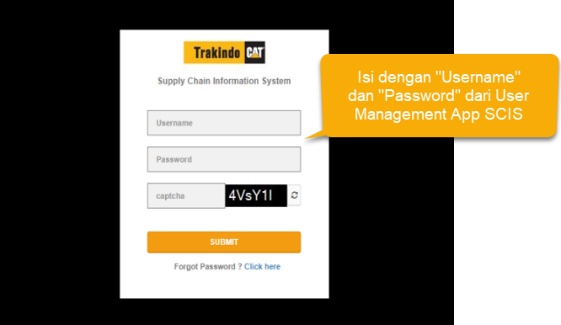 Trakindo CAT
Supply Chain Information System
Isi dengan "Username"
dan "Password" dari User
Management App SCIS
Username
Password
captcha
4VsY1I
SUBMIT
Forgot Password ? Click here